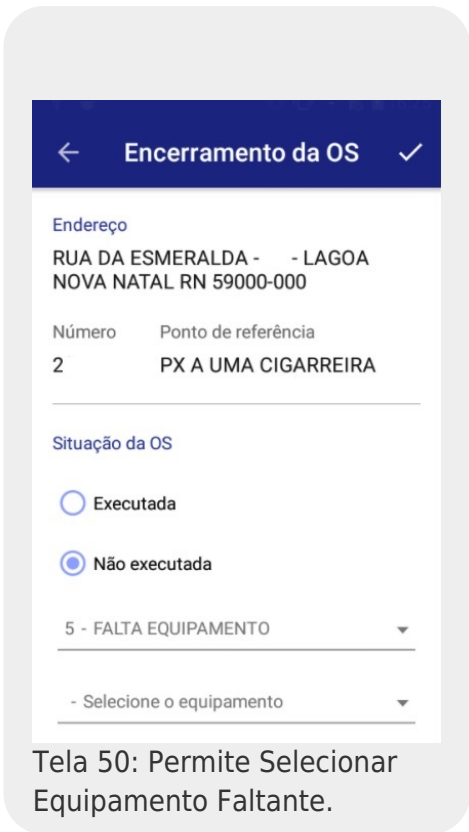 Encerramento da OS
Endereço
RUA DA ESMERALDA - - LAGOA
NOVA NATAL RN 59000-000
Número Ponto de referência
2 PX A UMA CIGARREIRA
Situação da OS
Executada
Não executada
5 - FALTA EQUIPAMENTO
- Selecione o equipamento
Tela 50: Permite Selecionar
Equipamento Faltante.